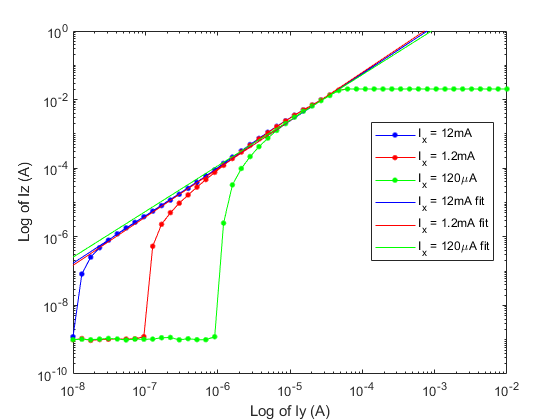 10^0
10^-2
10^-4
10^-6
10^-8
10^-10
Log of Iz (A)
I_x = 12mA
I_x = 1.2mA
I_x = 120μA
I_x = 12mA fit
I_x = 1.2mA fit
I_x = 120μA fit
10^-8 10^-7 10^-6 10^-5 10^-4 10^-3 10^-2
Log of Iy (A)